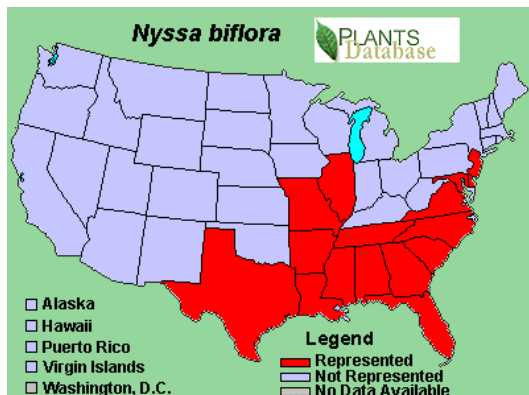 Nyssa biflora
PLANTS
Database
Alaska
Hawaii
Puerto Rico
Virgin Islands
Washington, D.C.
Legend
Represented
Not Represented
No Data Available